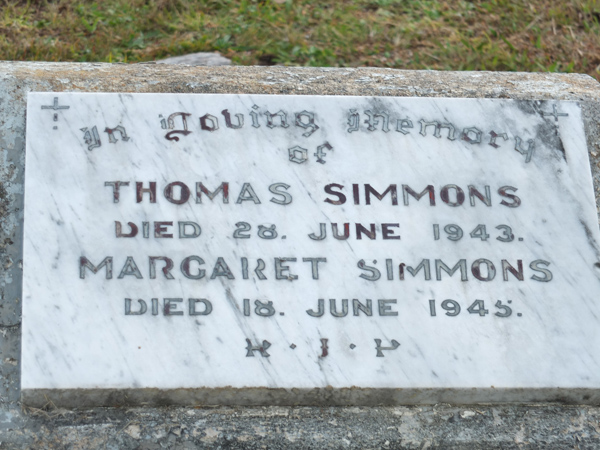 In Loving Memory
of
THOMAS SIMMONS
DIED 28. JUNE 1943.
MARGARET SIMMONS
DIED 18. JUNE 1945.
R·I·P